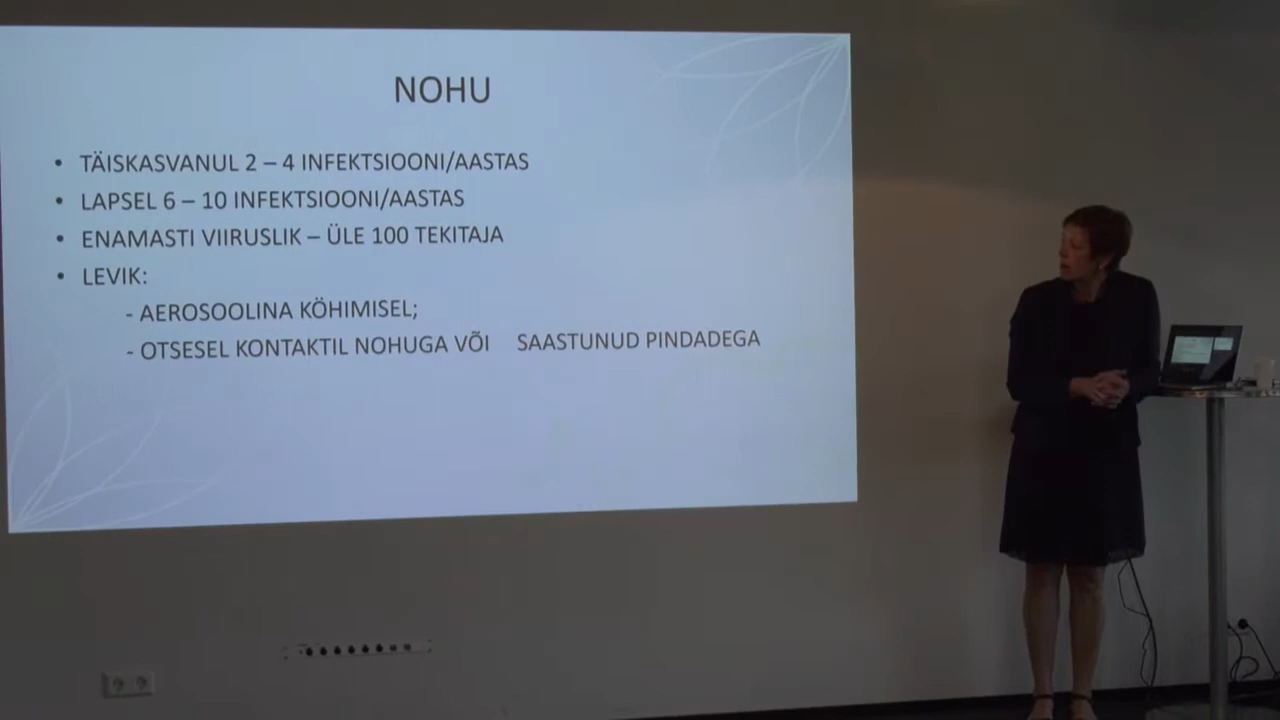 NOHU
• TÄISKASVANUL 2 – 4 INFEKTSIOONI/AASTAS
• LAPSEL 6 – 10 INFEKTSIOONI/AASTAS
• ENAMASTI VIIRUSLIK – ÜLE 100 TEKITAJA
• LEVIK:
- AEROSOOLINA KÖHIMISEL;
- OTSESEL KONTAKTIL NOHUGA VÕI SAASTUNUD PINDADEGA